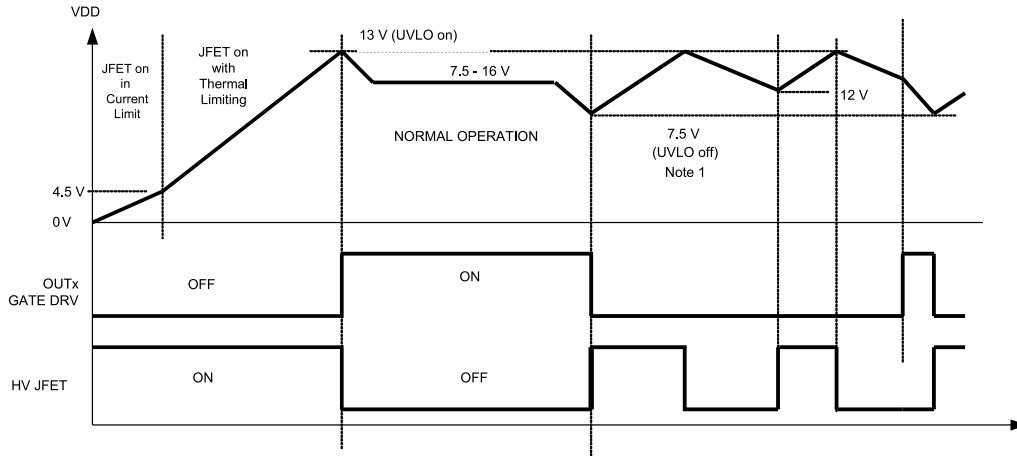 VDD
JFET on
in
Current
Limit
JFET on
with
Thermal
Limiting
13 V (UVLO on)
7.5 - 16 V
NORMAL OPERATION
12 V
7.5 V
(UVLO off)
Note 1
4.5 V
0 V
OUTx
GATE DRV
OFF
ON
HV JFET
ON
OFF